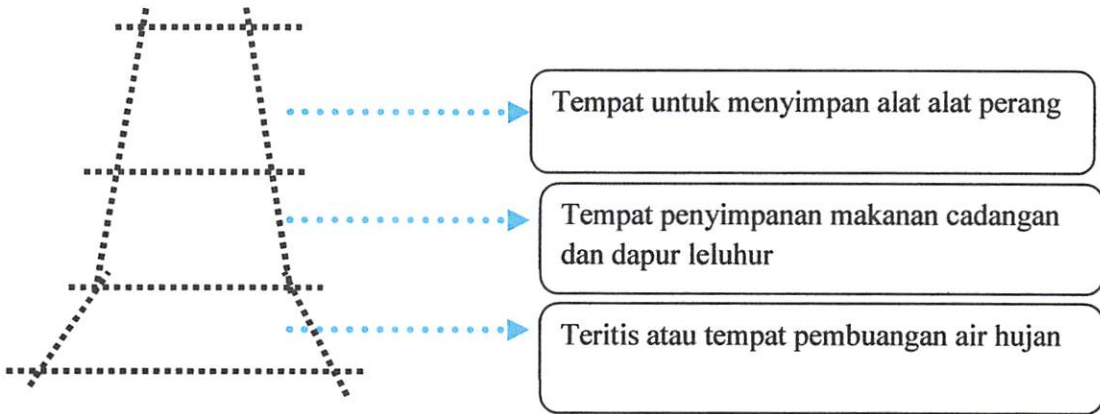 Tempat untuk menyimpan alat alat perang
Tempat penyimpanan makanan cadangan
dan dapur leluhur
Teritis atau tempat pembuangan air hujan